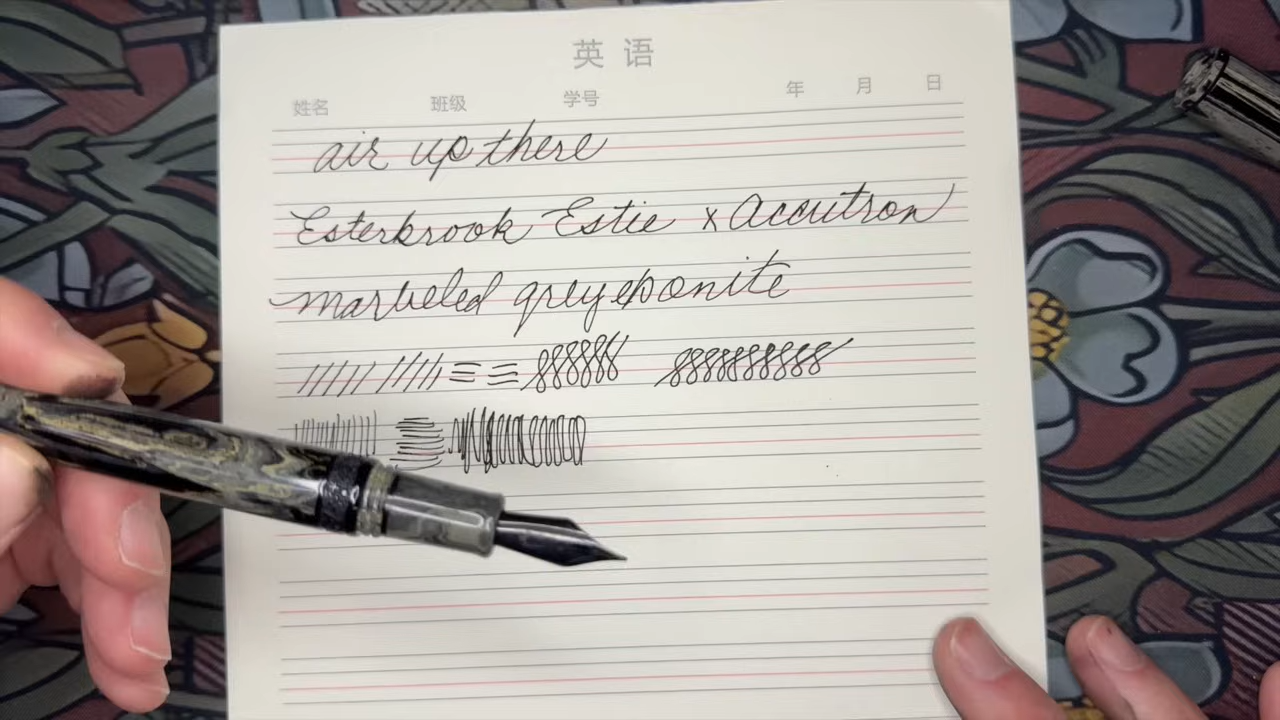 英语
姓名 班级 学号 年 月 日
air up there
Esterbrook Estie x Accutron
marbeled grey ebonite